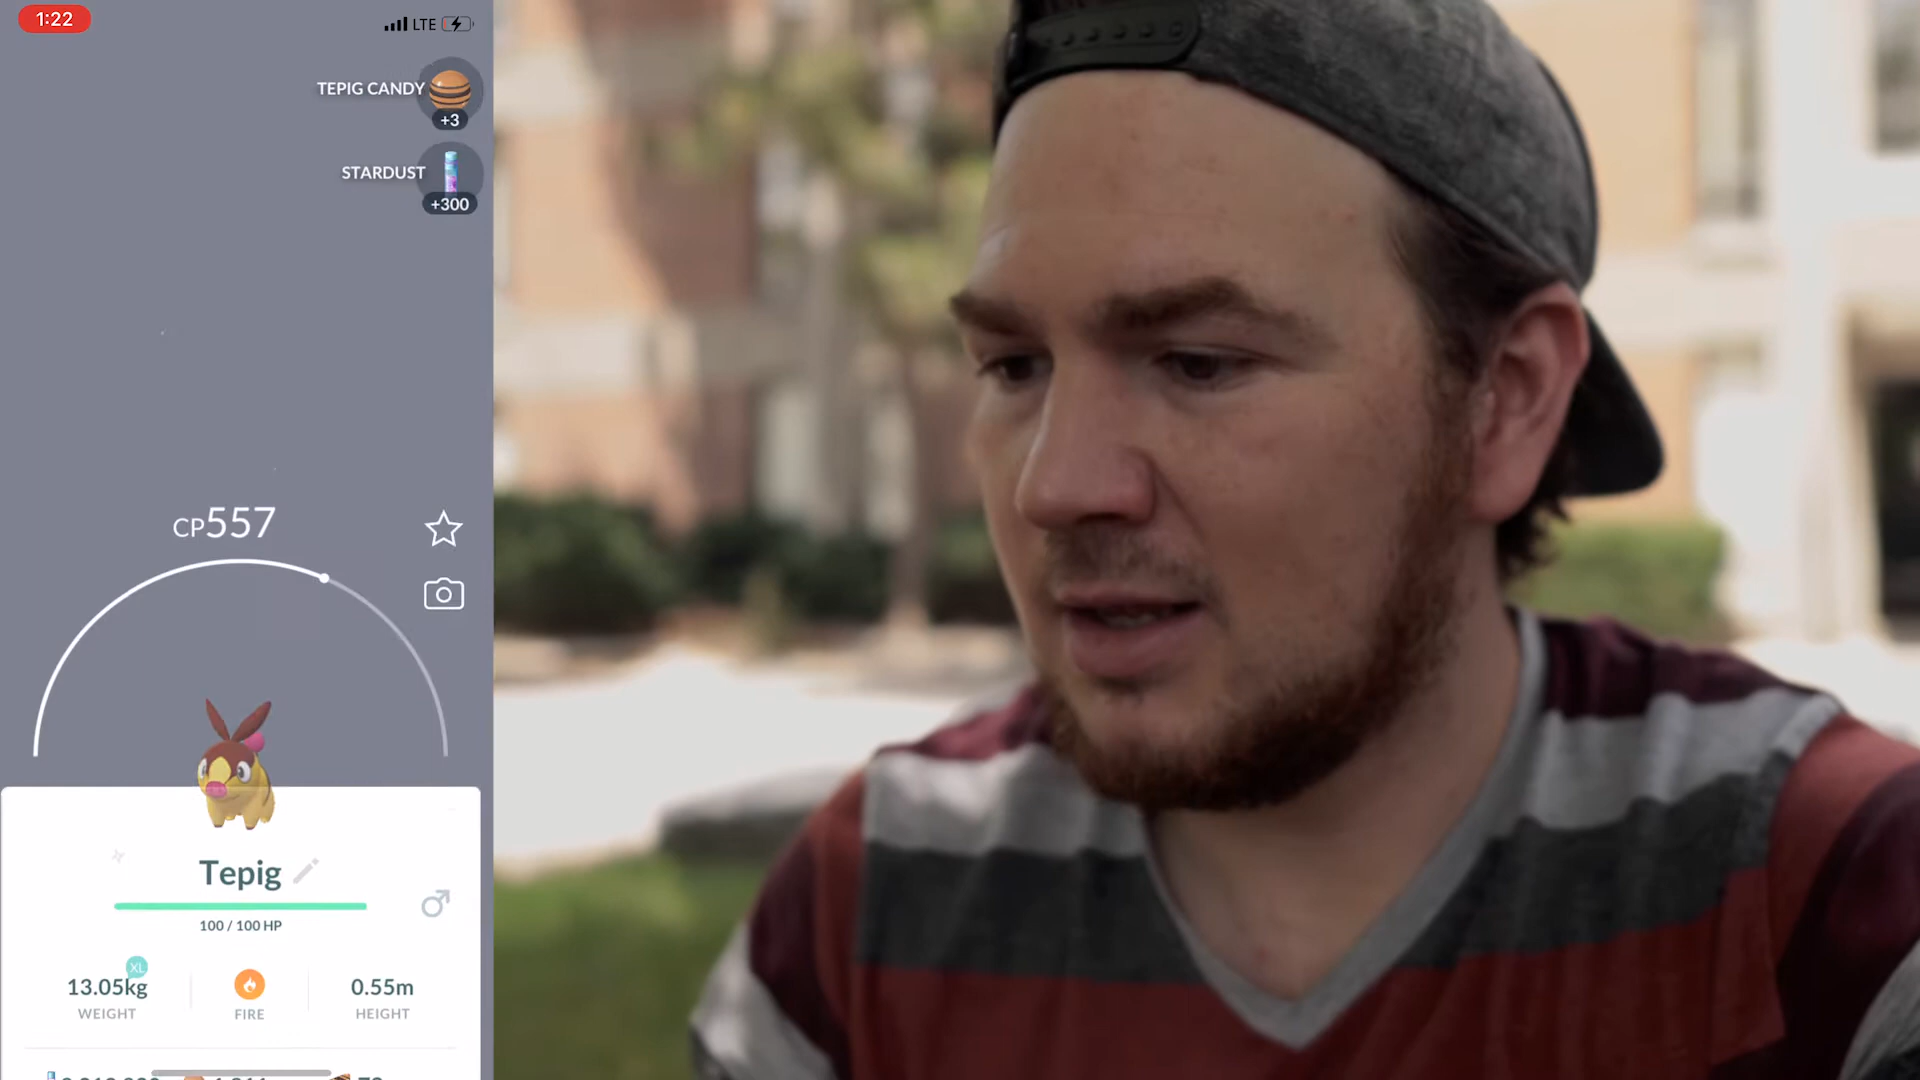 1:22
LTE
TEPIG CANDY
+3
STARDUST
+300
CP557
Tepig
100 / 100 HP
XL
13.05kg
FIRE
0.55m
WEIGHT
HEIGHT